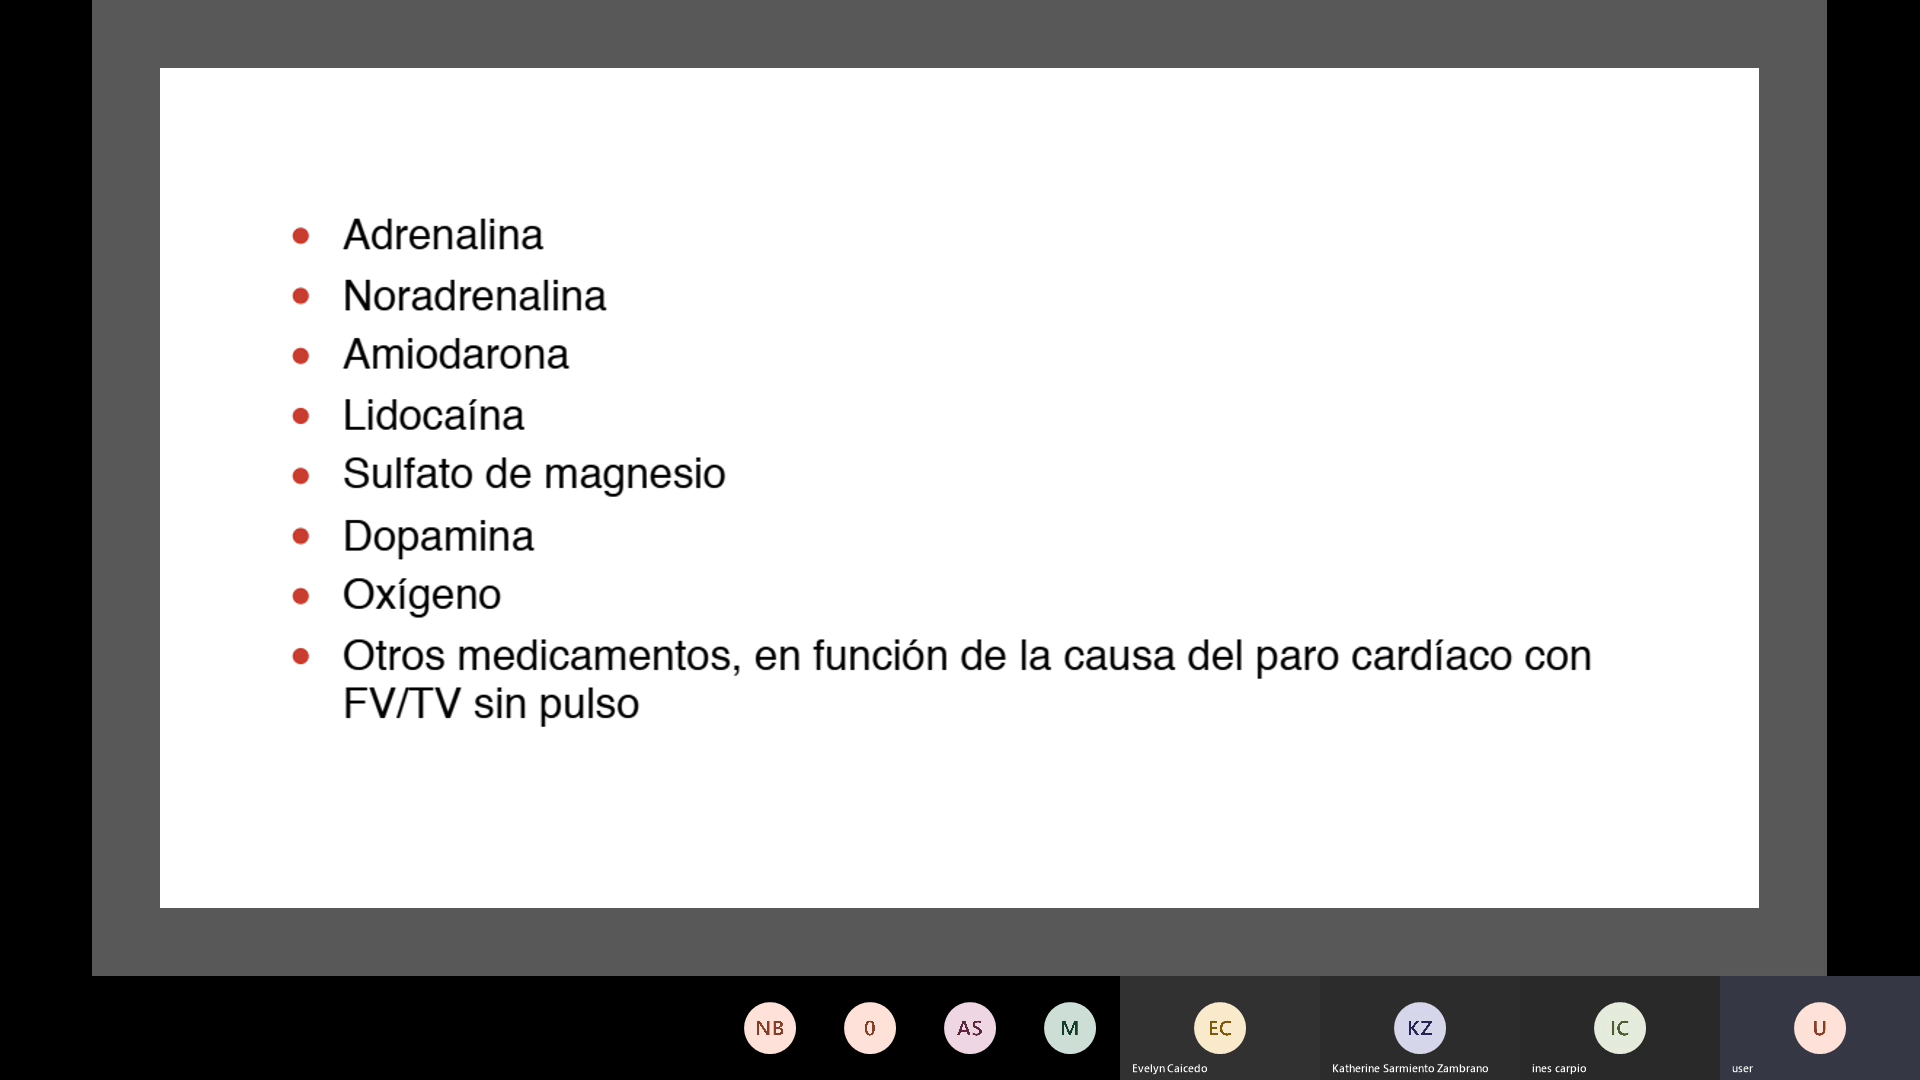 Adrenalina
Noradrenalina
Amiodarona
Lidocaína
Sulfato de magnesio
Dopamina
Oxígeno
Otros medicamentos, en función de la causa del paro cardíaco con
FV/TV sin pulso
NB
0
AS
M
EC
KZ
IC
U
Evelyn Caicedo
Katherine Sarmiento Zambrano
ines carpio
user